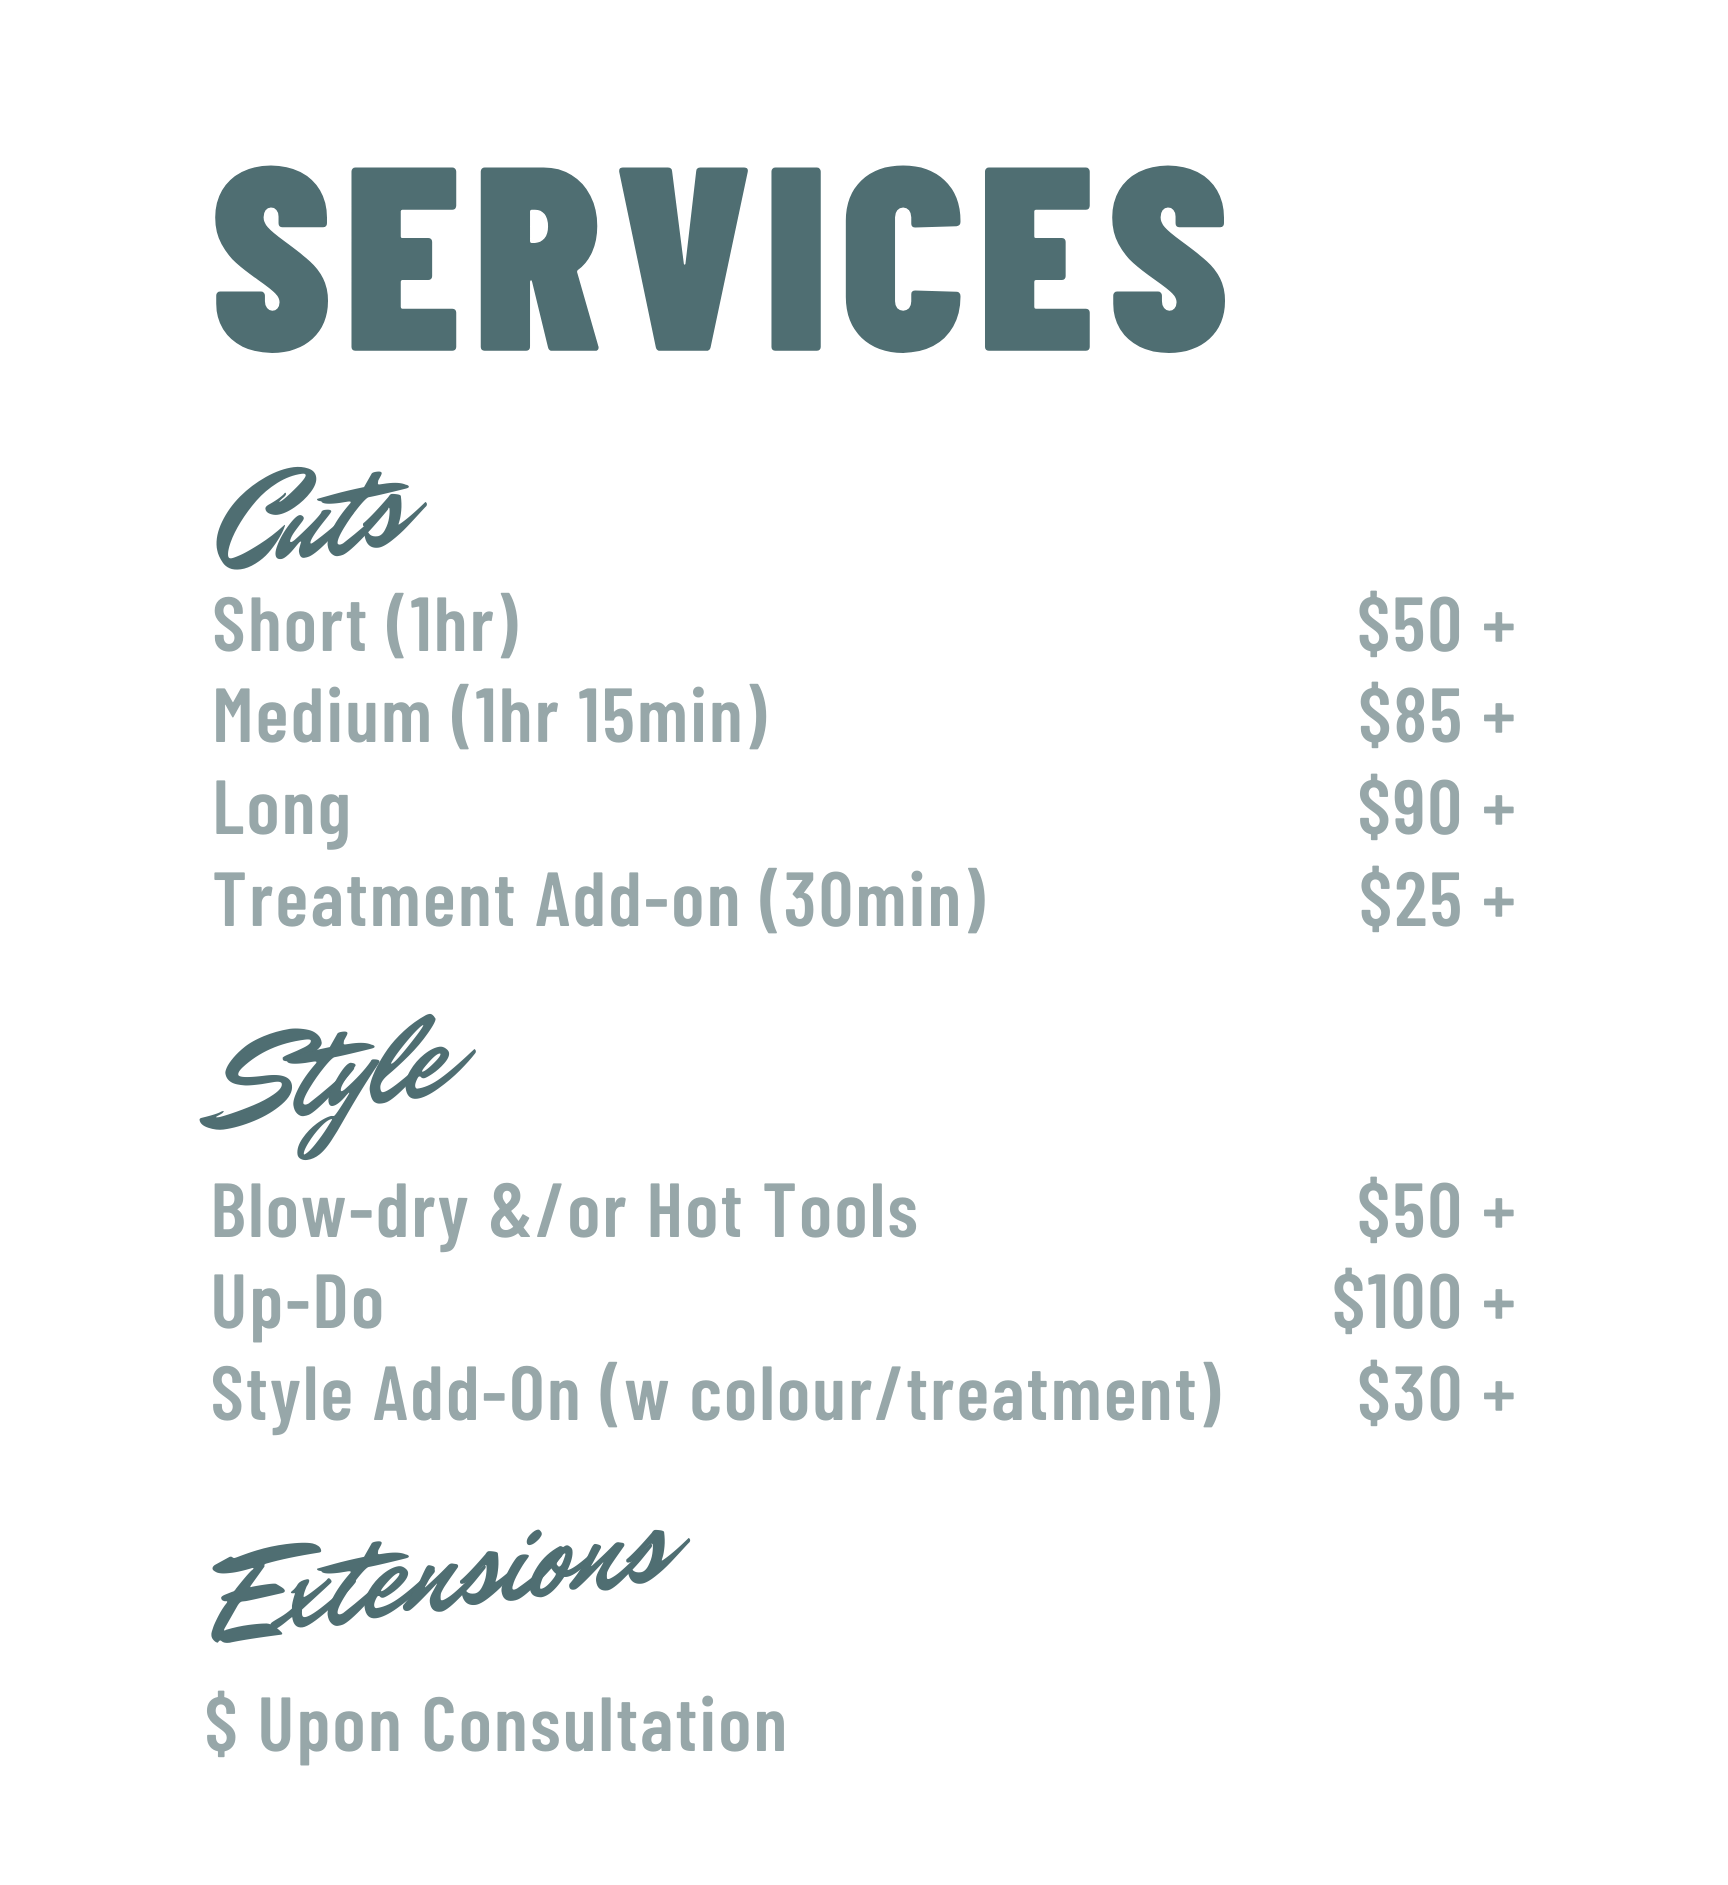 SERVICES
Cuts
Short (1hr) $50 +
Medium (1hr 15min) $85 +
Long $90 +
Treatment Add-on (30min) $25 +
Style
Blow-dry &/or Hot Tools $50 +
Up-Do $100 +
Style Add-On (w colour/treatment) $30 +
Extensions
$ Upon Consultation